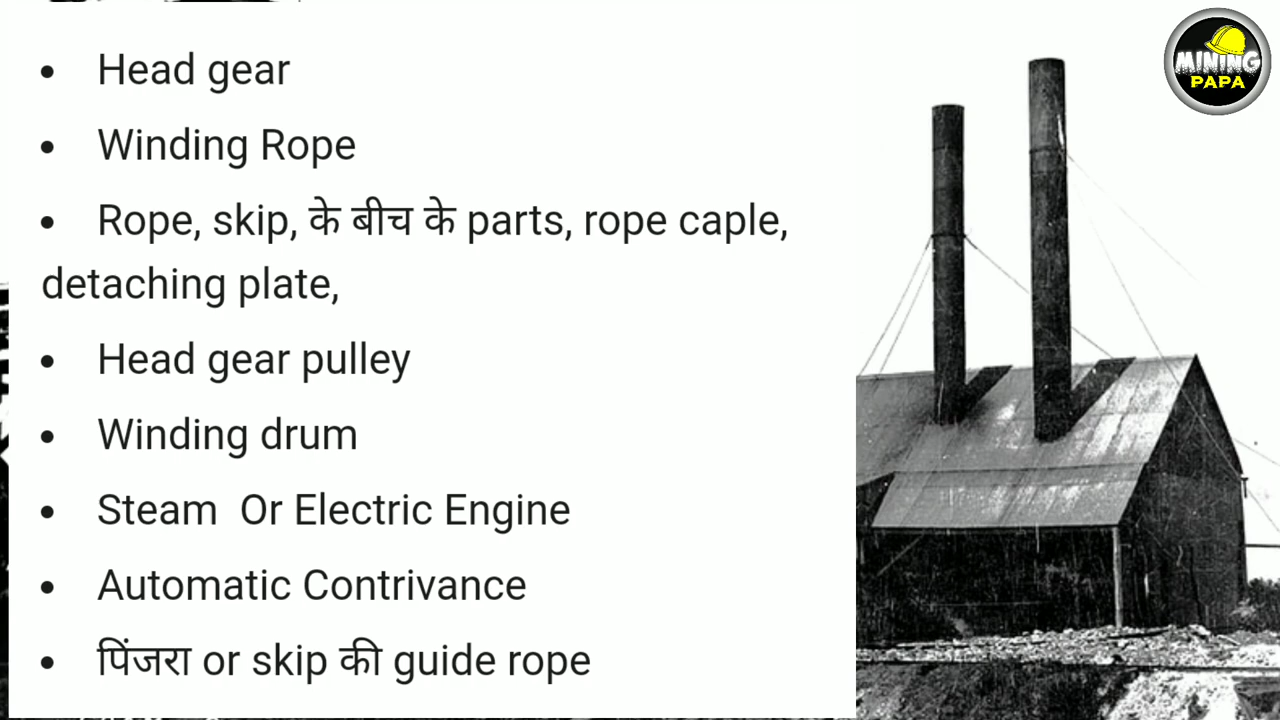 Head gear
Winding Rope
Rope, skip, के बीच के parts, rope caple,
detaching plate,
Head gear pulley
Winding drum
Steam  Or Electric Engine
Automatic Contrivance
पिंजरा or skip की guide rope
MINING
PAPA